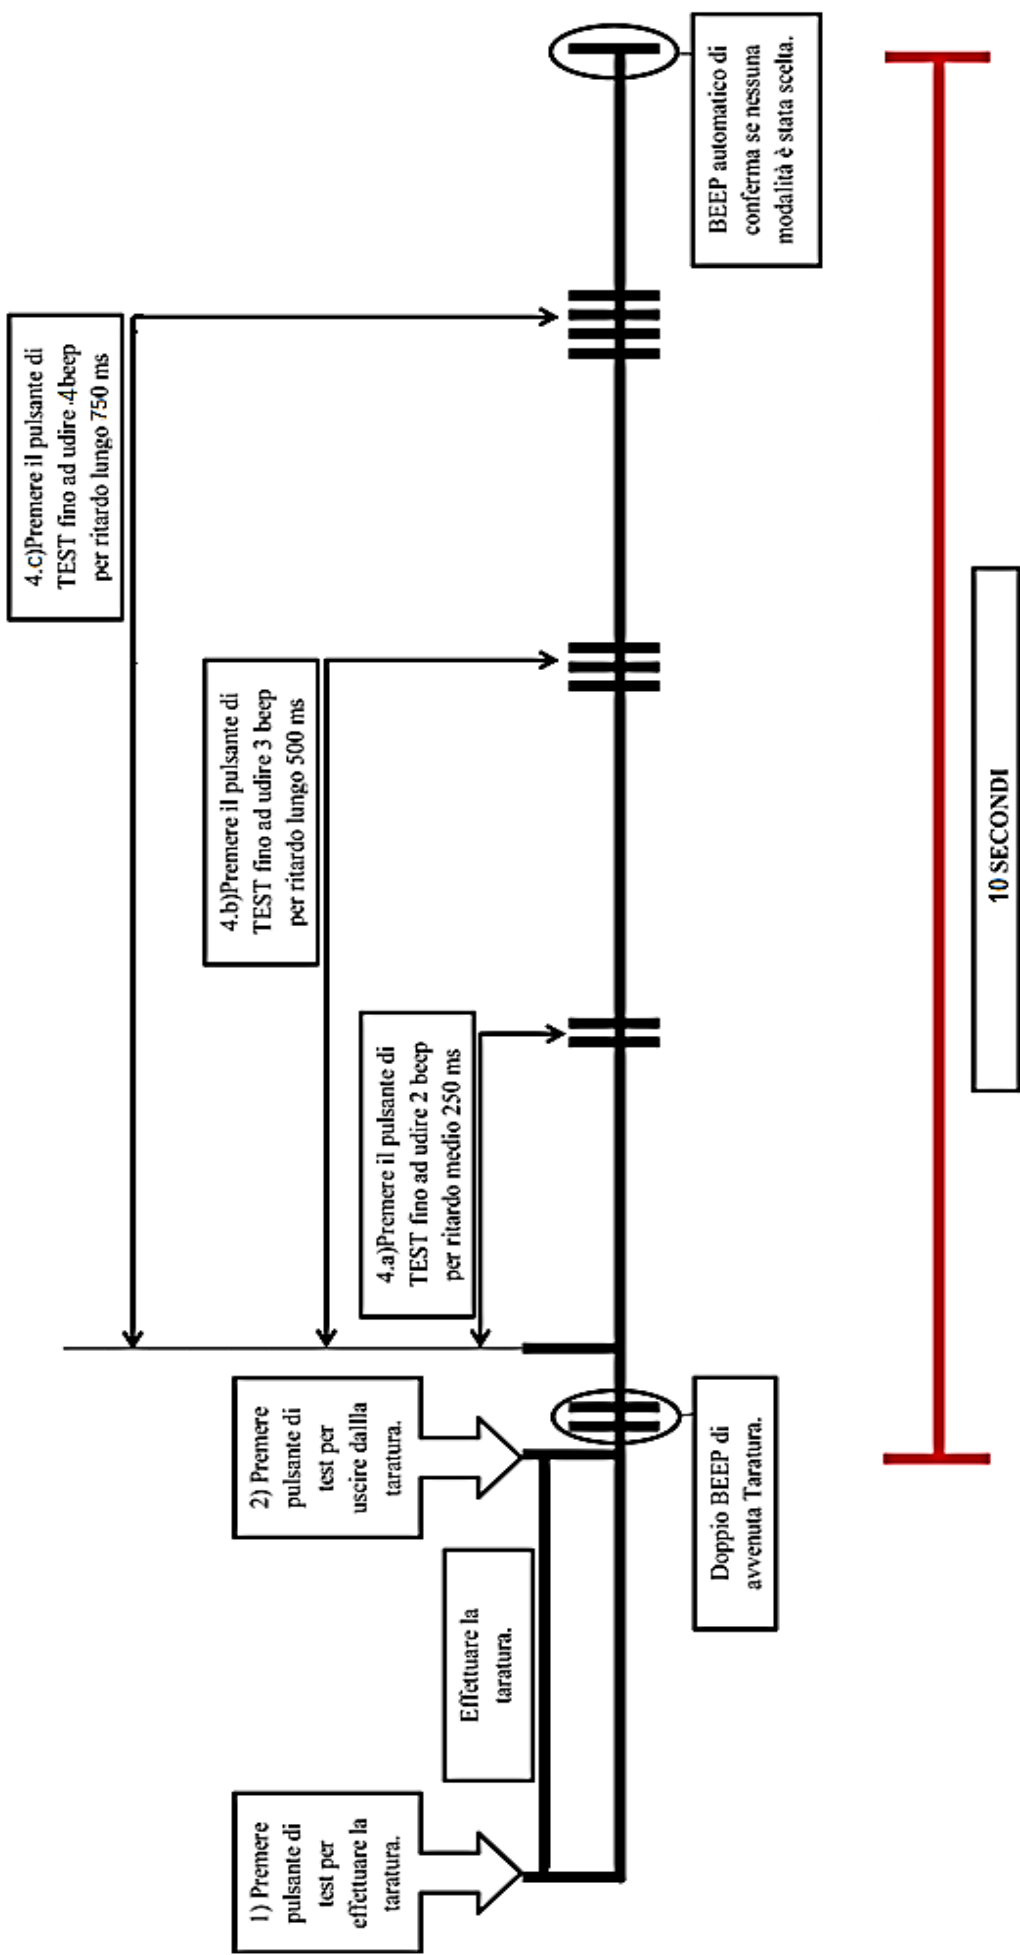 1) Premere
pulsante di
test per
effettuare la
taratura.
Effettuare la
taratura.
2) Premere
pulsante di
test per
uscire dallla
taratura.
Doppio BEEP di
avvenuta Taratura.
4.a)Premere il pulsante di
TEST fino ad udire 2 beep
per ritardo medio 250 ms
4.b)Premere il pulsante di
TEST fino ad udire 3 beep
per ritardo lungo 500 ms
4.c)Premere il pulsante di
TEST fino ad udire 4beep
per ritardo lungo 750 ms
BEEP automatico di
conferma se nessuna
modalità è stata scelta.
10 SECONDI